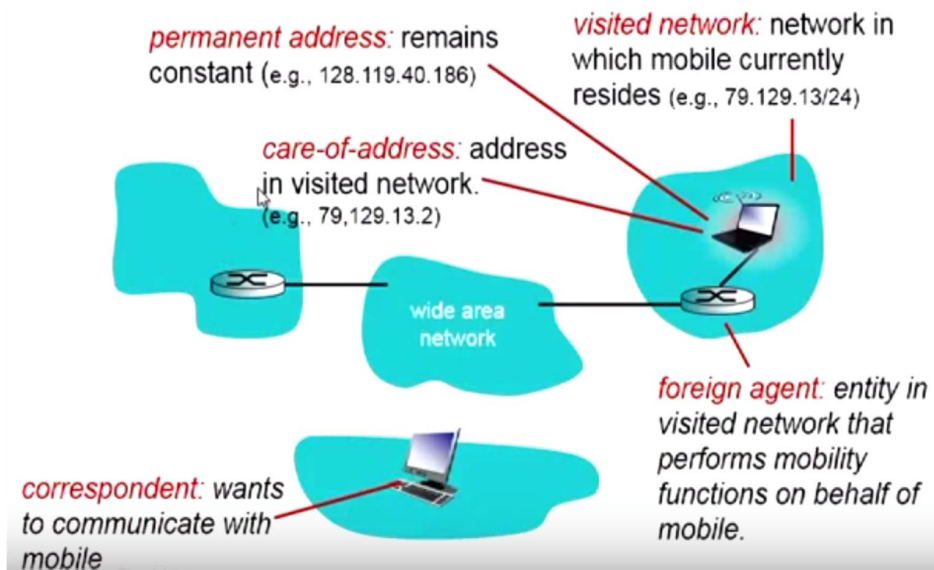 permanent address: remains
constant (e.g., 128.119.40.186)
visited network: network in
which mobile currently
resides (e.g., 79.129.13/24)
care-of-address: address
in visited network.
(e.g., 79,129.13.2)
wide area
network
foreign agent: entity in
visited network that
performs mobility
functions on behalf of
mobile.
correspondent: wants
to communicate with
mobile